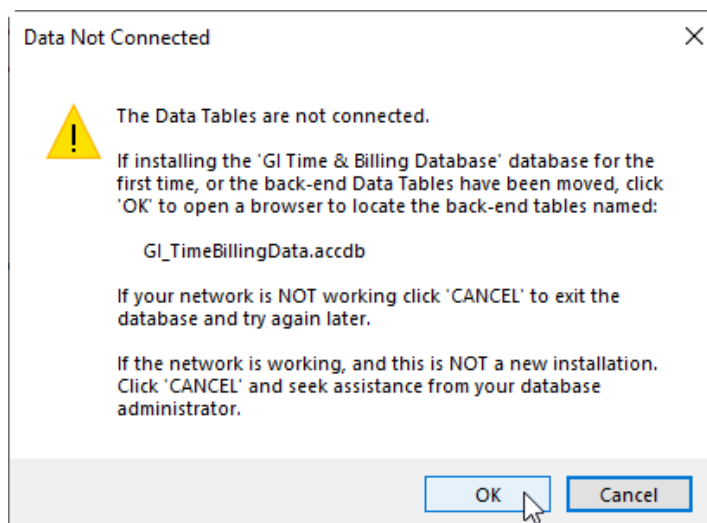 Data Not Connected
The Data Tables are not connected.
If installing the 'GI Time & Billing Database' database for the
first time, or the back-end Data Tables have been moved, click
'OK' to open a browser to locate the back-end tables named:
GI_TimeBillingData.accdb
If your network is NOT working click 'CANCEL' to exit the
database and try again later.
If the network is working, and this is NOT a new installation.
Click 'CANCEL' and seek assistance from your database
administrator.
OK
Cancel